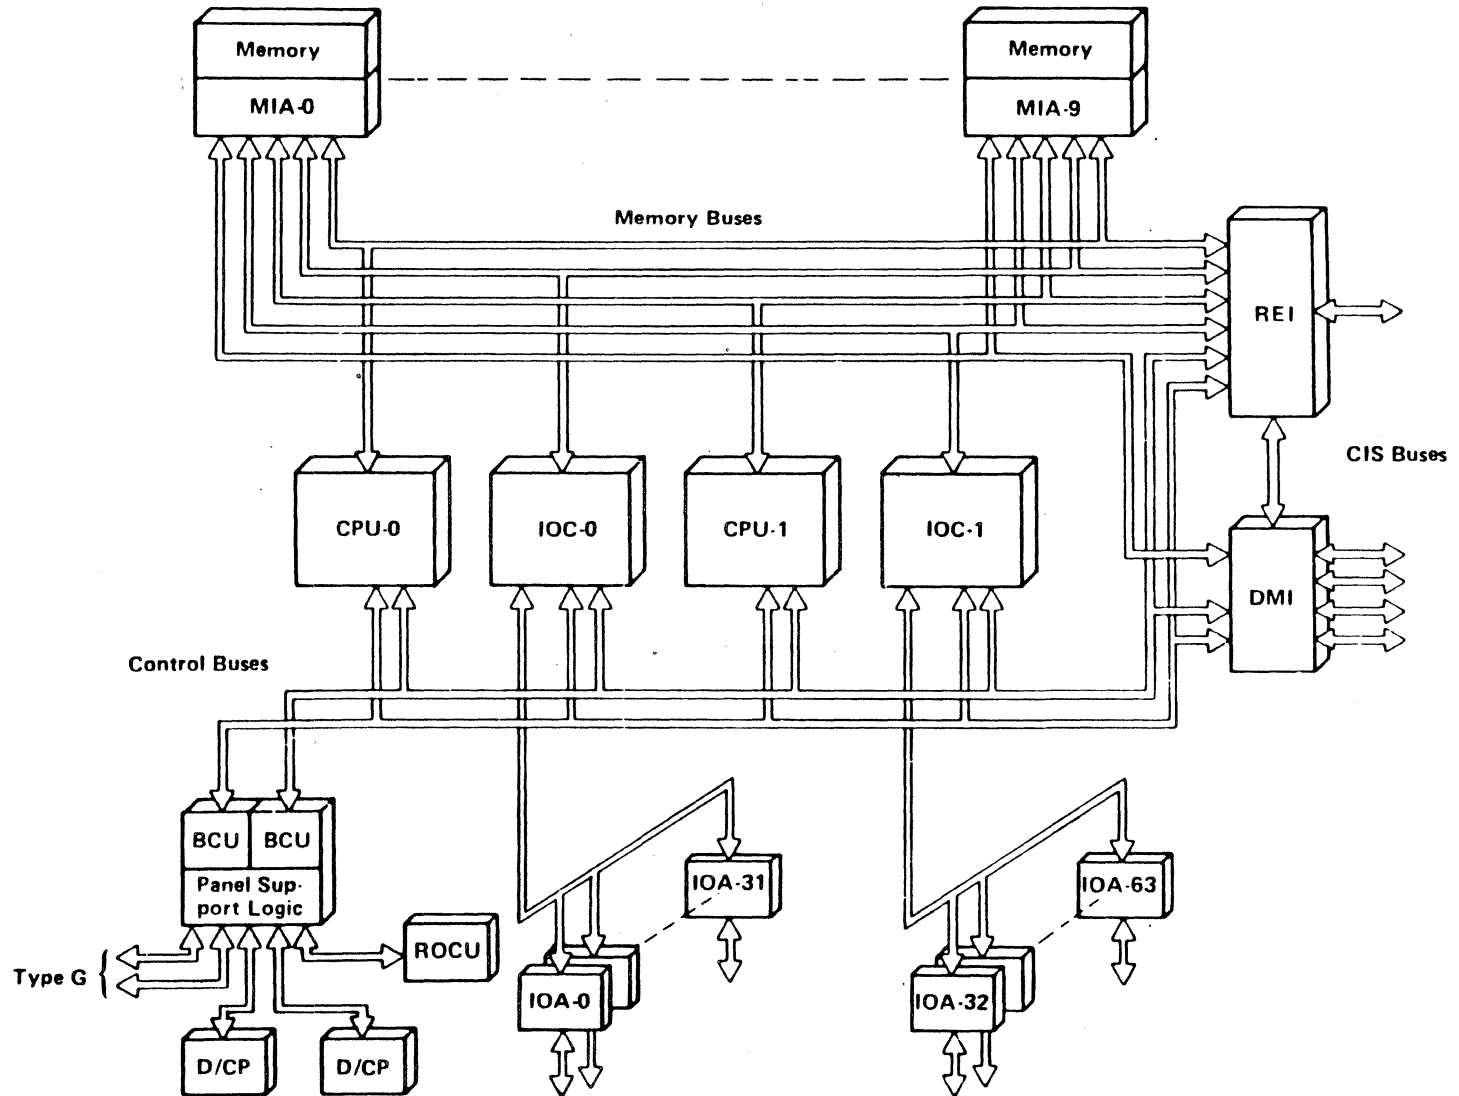 Memory
MIA-0
Memory
MIA-9
Memory Buses
REI
CIS Buses
CPU-0
IOC-0
CPU-1
IOC-1
DMI
Control Buses
BCU
BCU
Panel Sup-
port Logic
IOA-31
IOA-63
ROCU
Type G
IOA-0
IOA-32
D/CP
D/CP